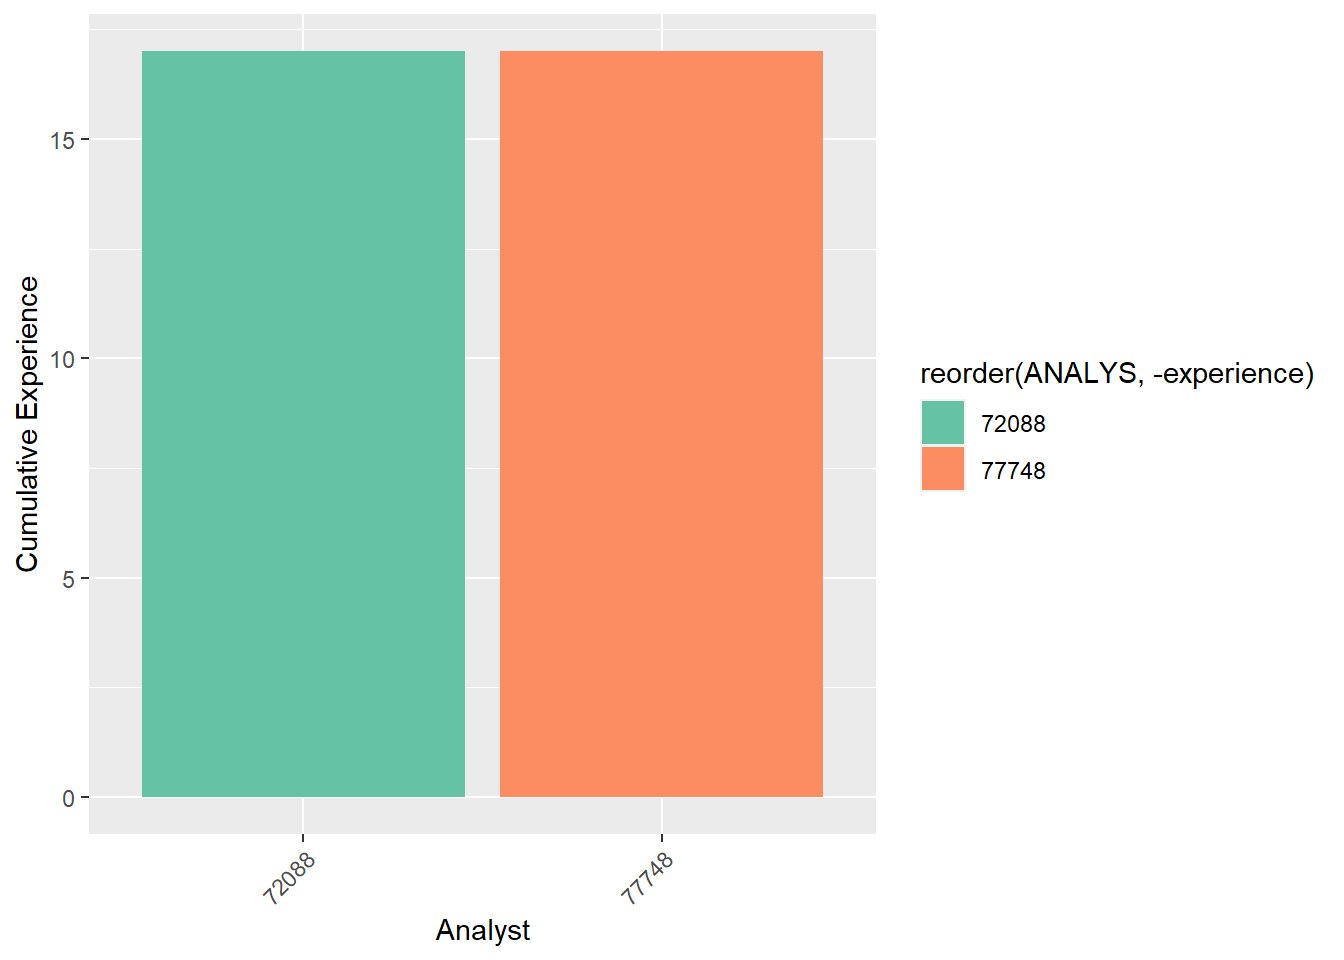 Cumulative Experience
15
10
5
0
72088
77748
Analyst
reorder(ANALYS, -experience)
72088
77748